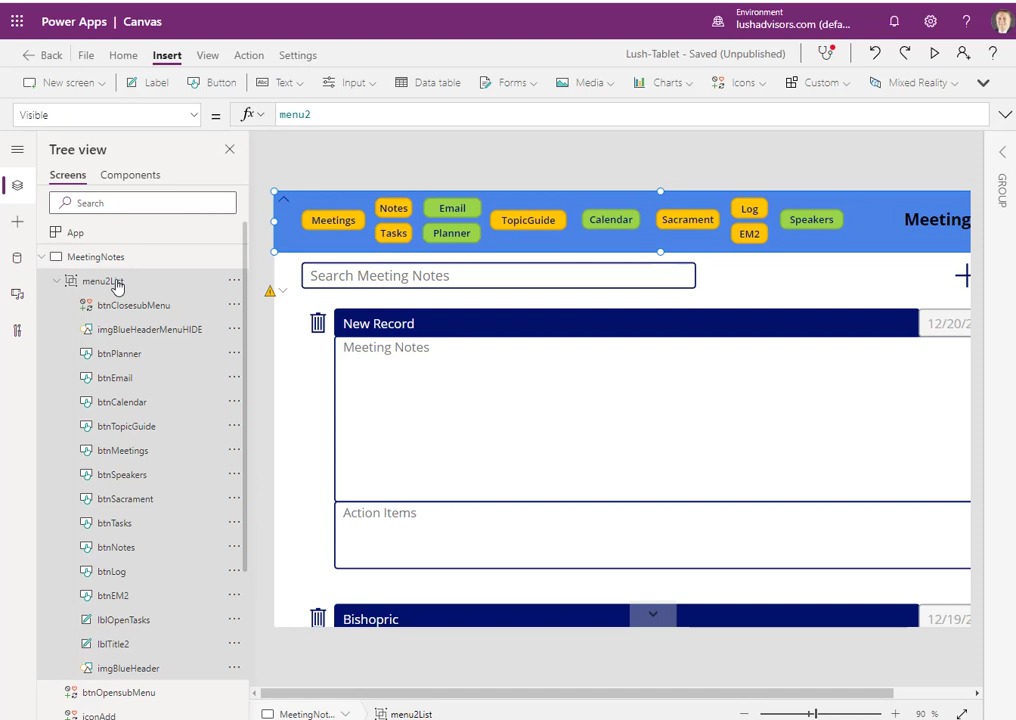 Power Apps | Canvas
Environment
lushadvisors.com (defa...
Back File Home Insert View Action Settings
Lush-Tablet - Saved (Unpublished)
New screen Label Button Text Input Data table Forms Media Charts Icons Custom Mixed Reality
Visible = fx menu2
Tree view
Screens Components
Search
App
MeetingNotes
menu2List
btnClosesubMenu
imgBlueHeaderMenuHIDE
btnPlanner
btnEmail
btnCalendar
btnTopicGuide
btnMeetings
btnSpeakers
btnSacrament
btnTasks
btnNotes
btnLog
btnEM2
lblOpenTasks
lblTitle2
imgBlueHeader
btnOpensubMenu
iconAdd
Meetings
Notes
Tasks
Email
Planner
TopicGuide
Calendar
Sacrament
Log
EM2
Speakers
Meeting
Search Meeting Notes
New Record 12/20/2
Meeting Notes
Action Items
Bishopric 12/19/2
GROUP
MeetingNot... menu2List
90 %